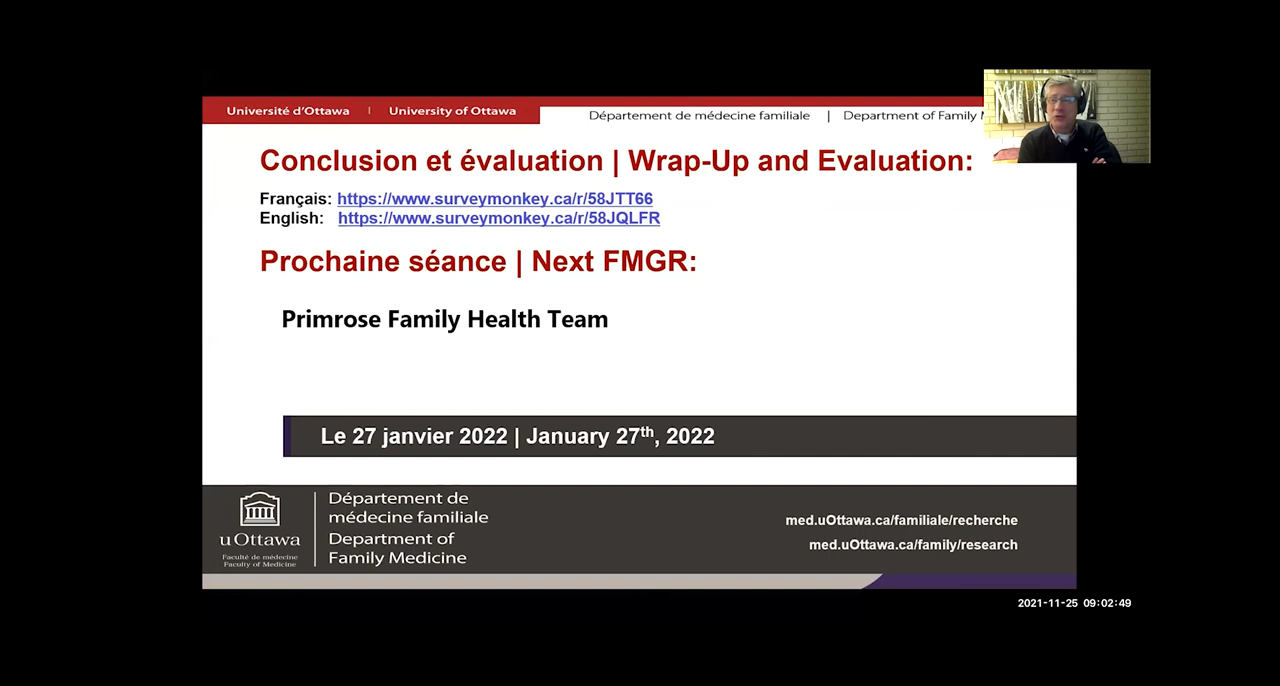 Université d'Ottawa | University of Ottawa
Département de médecine familiale | Department of Family
Conclusion et évaluation | Wrap-Up and Evaluation:
Français: https://www.surveymonkey.ca/r/58JTT66
English: https://www.surveymonkey.ca/r/58JQLFR
Prochaine séance | Next FMGR:
Primrose Family Health Team
Le 27 janvier 2022 | January 27th, 2022
uOttawa
Faculté de médecine
Faculty of Medicine
Département de
médecine familiale
Department of
Family Medicine
med.uOttawa.ca/familiale/recherche
med.uOttawa.ca/family/research
2021-11-25 09:02:49